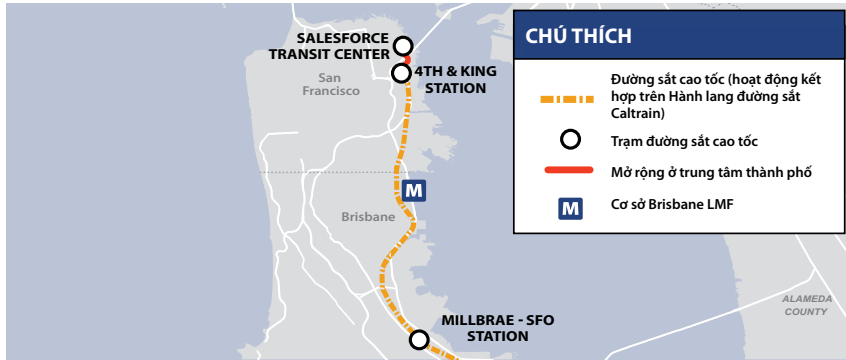 SALESFORCE
TRANSIT CENTER
San
Francisco
4TH & KING
STATION
M
Brisbane
MILLBRAE - SFO
STATION
ALAMEDA
COUNTY
CHÚ THÍCH
Đường sắt cao tốc (hoạt động kết
hợp trên Hành lang đường sắt
Caltrain)
Trạm đường sắt cao tốc
Mở rộng ở trung tâm thành phố
M
Cơ sở Brisbane LMF